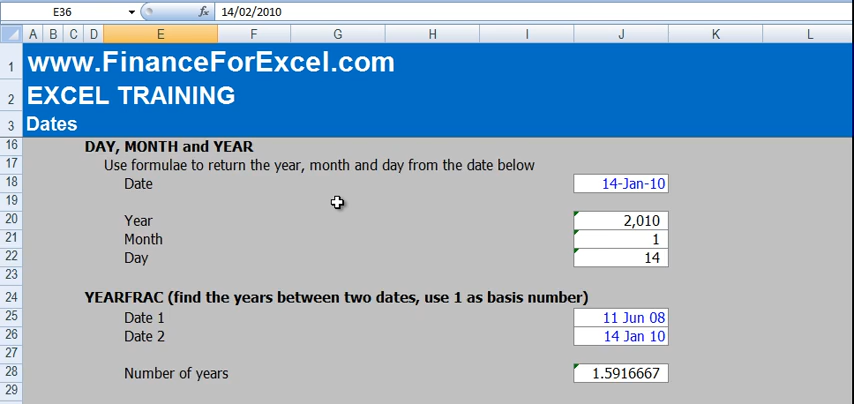 E36 fx 14/02/2010
A B C D E F G H I J K L
1 www.FinanceForExcel.com
2 EXCEL TRAINING
3 Dates
16 DAY, MONTH and YEAR
17 Use formulae to return the year, month and day from the date below
18 Date 14-Jan-10
19
20 Year 2,010
21 Month 1
22 Day 14
23
24 YEARFRAC (find the years between two dates, use 1 as basis number)
25 Date 1 11 Jun 08
26 Date 2 14 Jan 10
27
28 Number of years 1.5916667
29